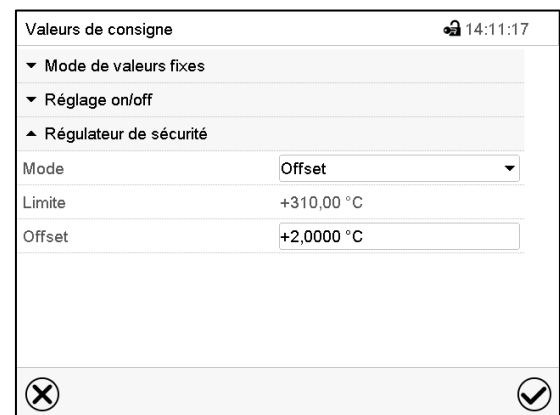 Valeurs de consigne 14:11:17
Mode de valeurs fixes
Réglage on/off
Régulateur de sécurité
Mode Offset
Limite +310,00 °C
Offset +2,0000 °C